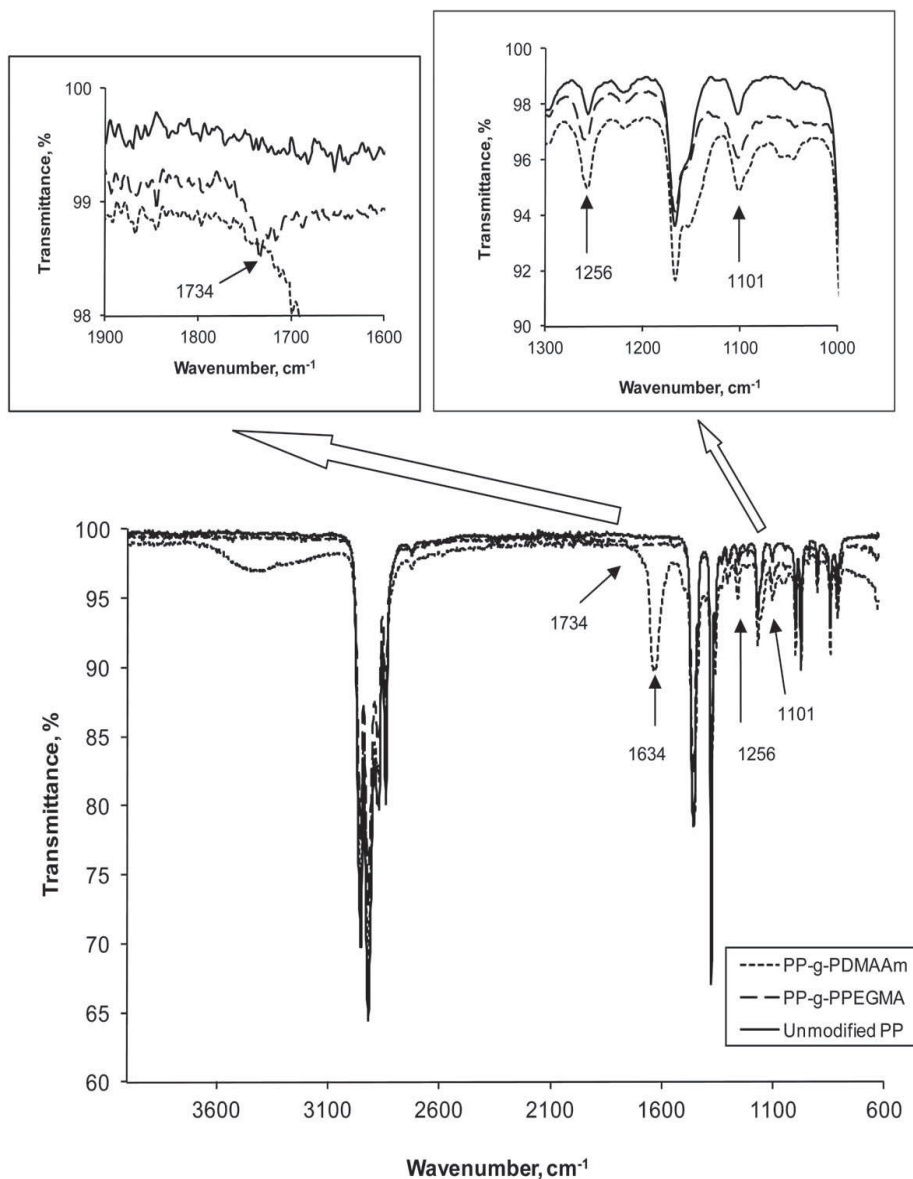 100
99
98
Transmittance, %
1734
1900 1800 1700 1600
Wavenumber, cm⁻¹
100
98
96
94
92
90
Transmittance, %
1256
1101
1300 1200 1100 1000
Wavenumber, cm⁻¹
100
95
90
85
80
75
70
65
60
Transmittance, %
1734
1634
1256
1101
PP-g-PDMAAm
PP-g-PPEGMA
Unmodified PP
3600 3100 2600 2100 1600 1100 600
Wavenumber, cm⁻¹